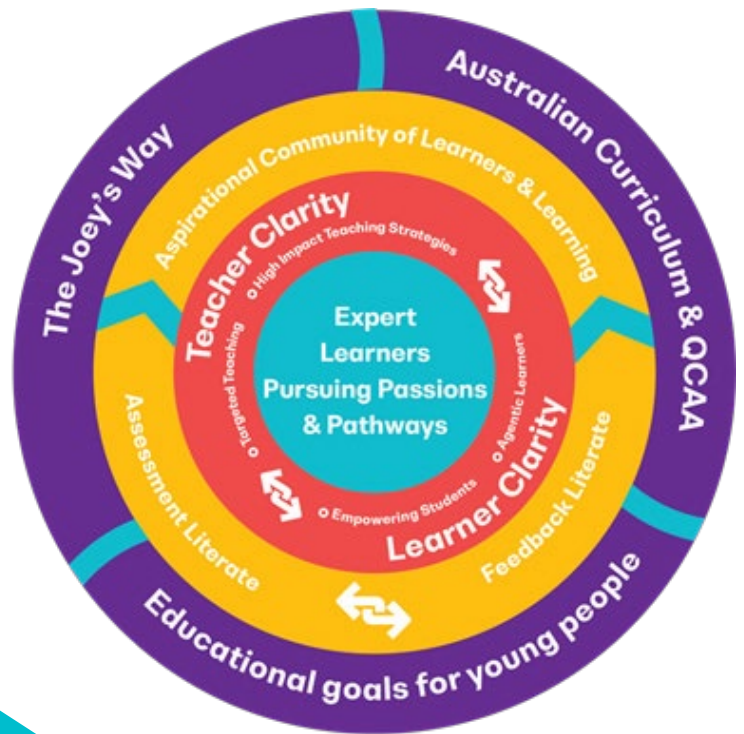 The Joey's Way
Australian Curriculum & QCAA
Educational goals for young people
Aspirational Community of Learners & Learning
Assessment Literate
Feedback Literate
Teacher Clarity
High Impact Teaching Strategies
Targeted Teaching
Agentic Learners
Empowering Students
Learner Clarity
Expert
Learners
Pursuing Passions
& Pathways